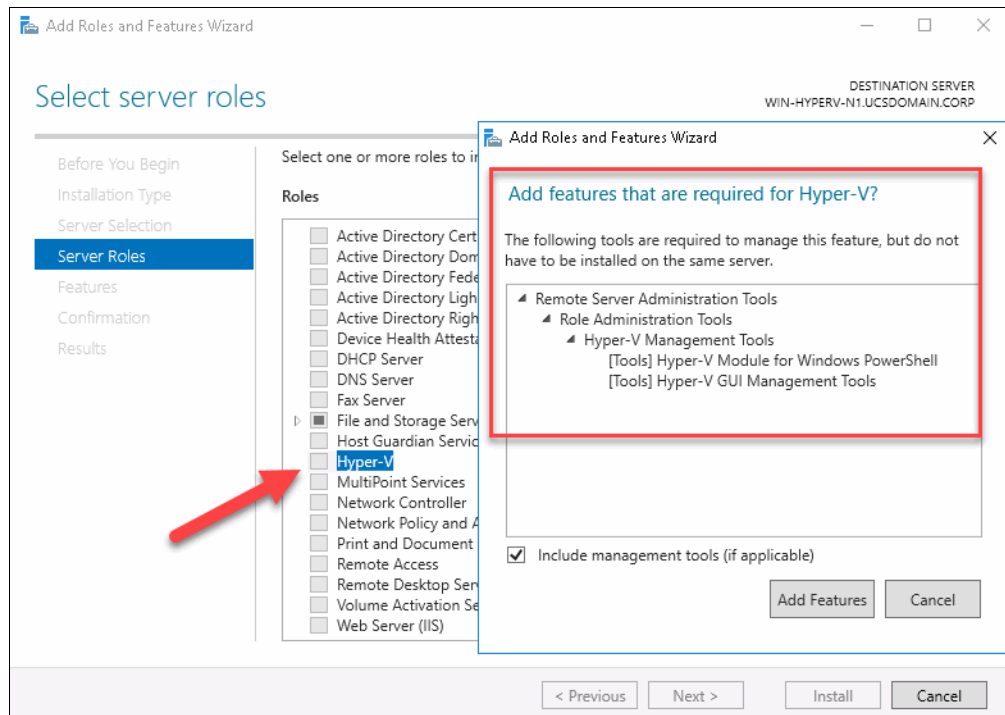 Add Roles and Features Wizard
Select server roles
DESTINATION SERVER
WIN-HYPERV-N1.UCSDOMAIN.CORP
Before You Begin
Installation Type
Server Selection
Server Roles
Features
Confirmation
Results
Select one or more roles to in
Roles
Active Directory Cert
Active Directory Dom
Active Directory Fede
Active Directory Ligh
Active Directory Righ
Device Health Attesta
DHCP Server
DNS Server
Fax Server
File and Storage Serv
Host Guardian Servic
Hyper-V
MultiPoint Services
Network Controller
Network Policy and A
Print and Document
Remote Access
Remote Desktop Serv
Volume Activation Se
Web Server (IIS)
Add Roles and Features Wizard
Add features that are required for Hyper-V?
The following tools are required to manage this feature, but do not
have to be installed on the same server.
Remote Server Administration Tools
Role Administration Tools
Hyper-V Management Tools
[Tools] Hyper-V Module for Windows PowerShell
[Tools] Hyper-V GUI Management Tools
Include management tools (if applicable)
Add Features
Cancel
< Previous
Next >
Install
Cancel